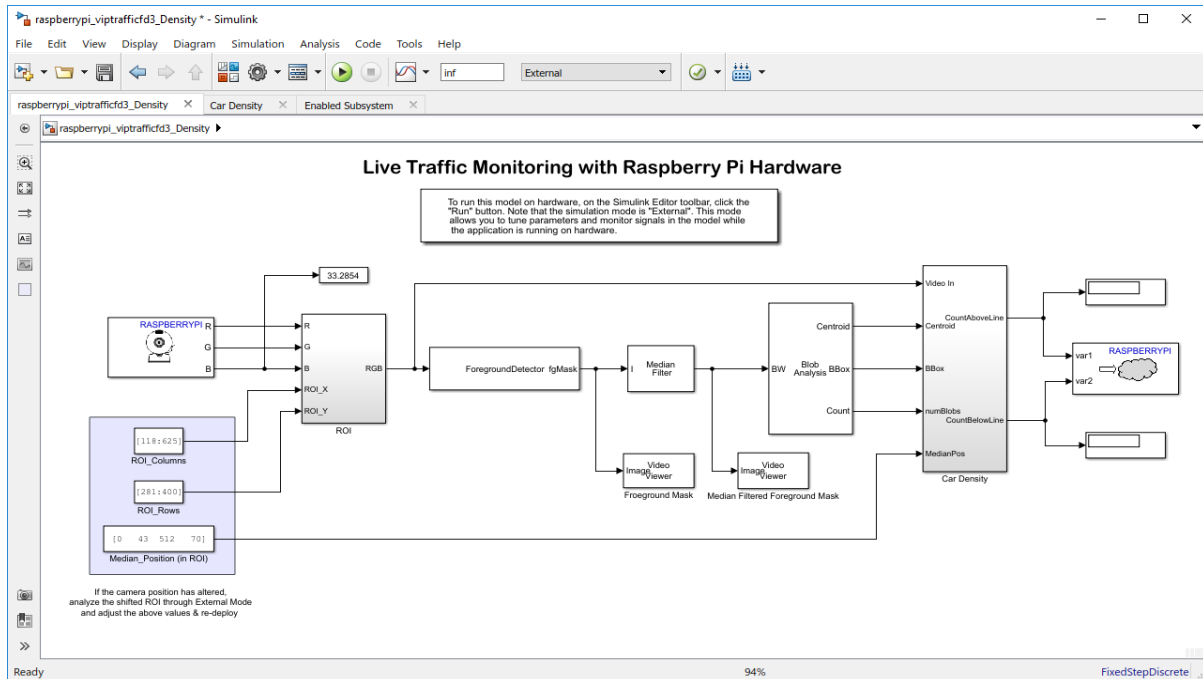 raspberrypi_viptrafficfd3_Density * - Simulink
File Edit View Display Diagram Simulation Analysis Code Tools Help
inf External
raspberrypi_viptrafficfd3_Density Car Density Enabled Subsystem
raspberrypi_viptrafficfd3_Density
Live Traffic Monitoring with Raspberry Pi Hardware
To run this model on hardware, on the Simulink Editor toolbar, click the
"Run" button. Note that the simulation mode is "External". This mode
allows you to tune parameters and monitor signals in the model while
the application is running on hardware.
33.2854
RASPBERRYPI
R
G
B
R
G
B
ROI_X
ROI_Y
RGB
ROI
ForegroundDetector fgMask
I
Median
Filter
BW
Blob
Analysis
Centroid
BBox
Count
Video In
Centroid
BBox
numBlobs
MedianPos
CountAboveLine
CountBelowLine
Car Density
var1
var2
RASPBERRYPI
Image
Video
Viewer
Froeground Mask
Image
Video
Viewer
Median Filtered Foreground Mask
[118:625]
ROI_Columns
[281:400]
ROI_Rows
[0 43 512 70]
Median_Position (in ROI)
If the camera position has altered,
analyze the shifted ROI through External Mode
and adjust the above values & re-deploy
Ready 94% FixedStepDiscrete